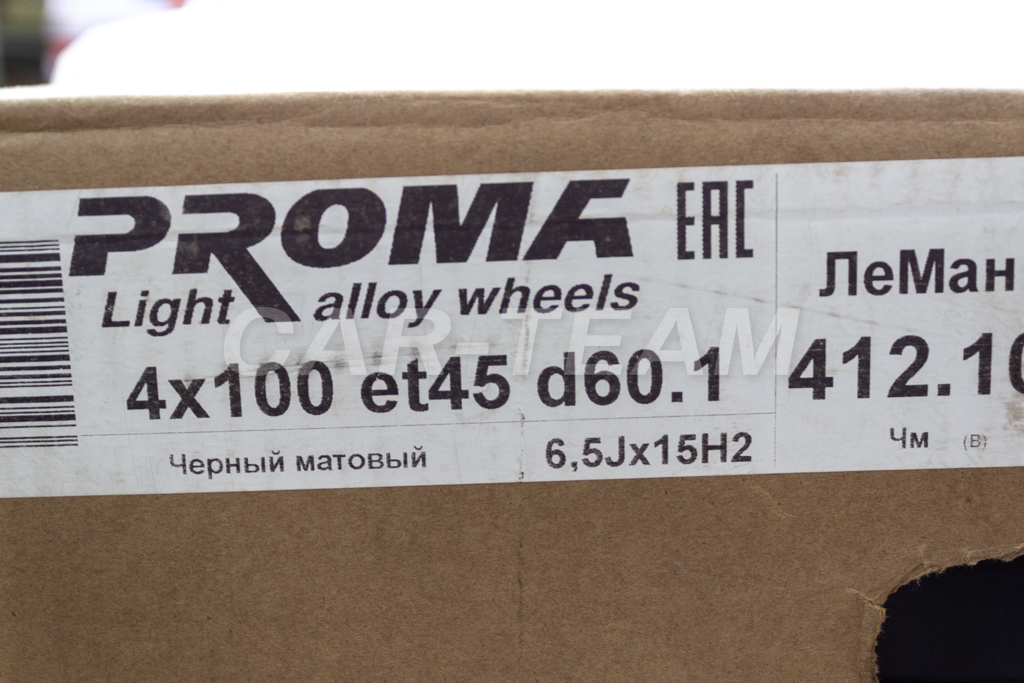 PROMA EAC
Light alloy wheels
ЛеМан
CAR-TEAM
4x100 et45 d60.1
412.10
Черный матовый
6,5Jx15H2
Чм (В)